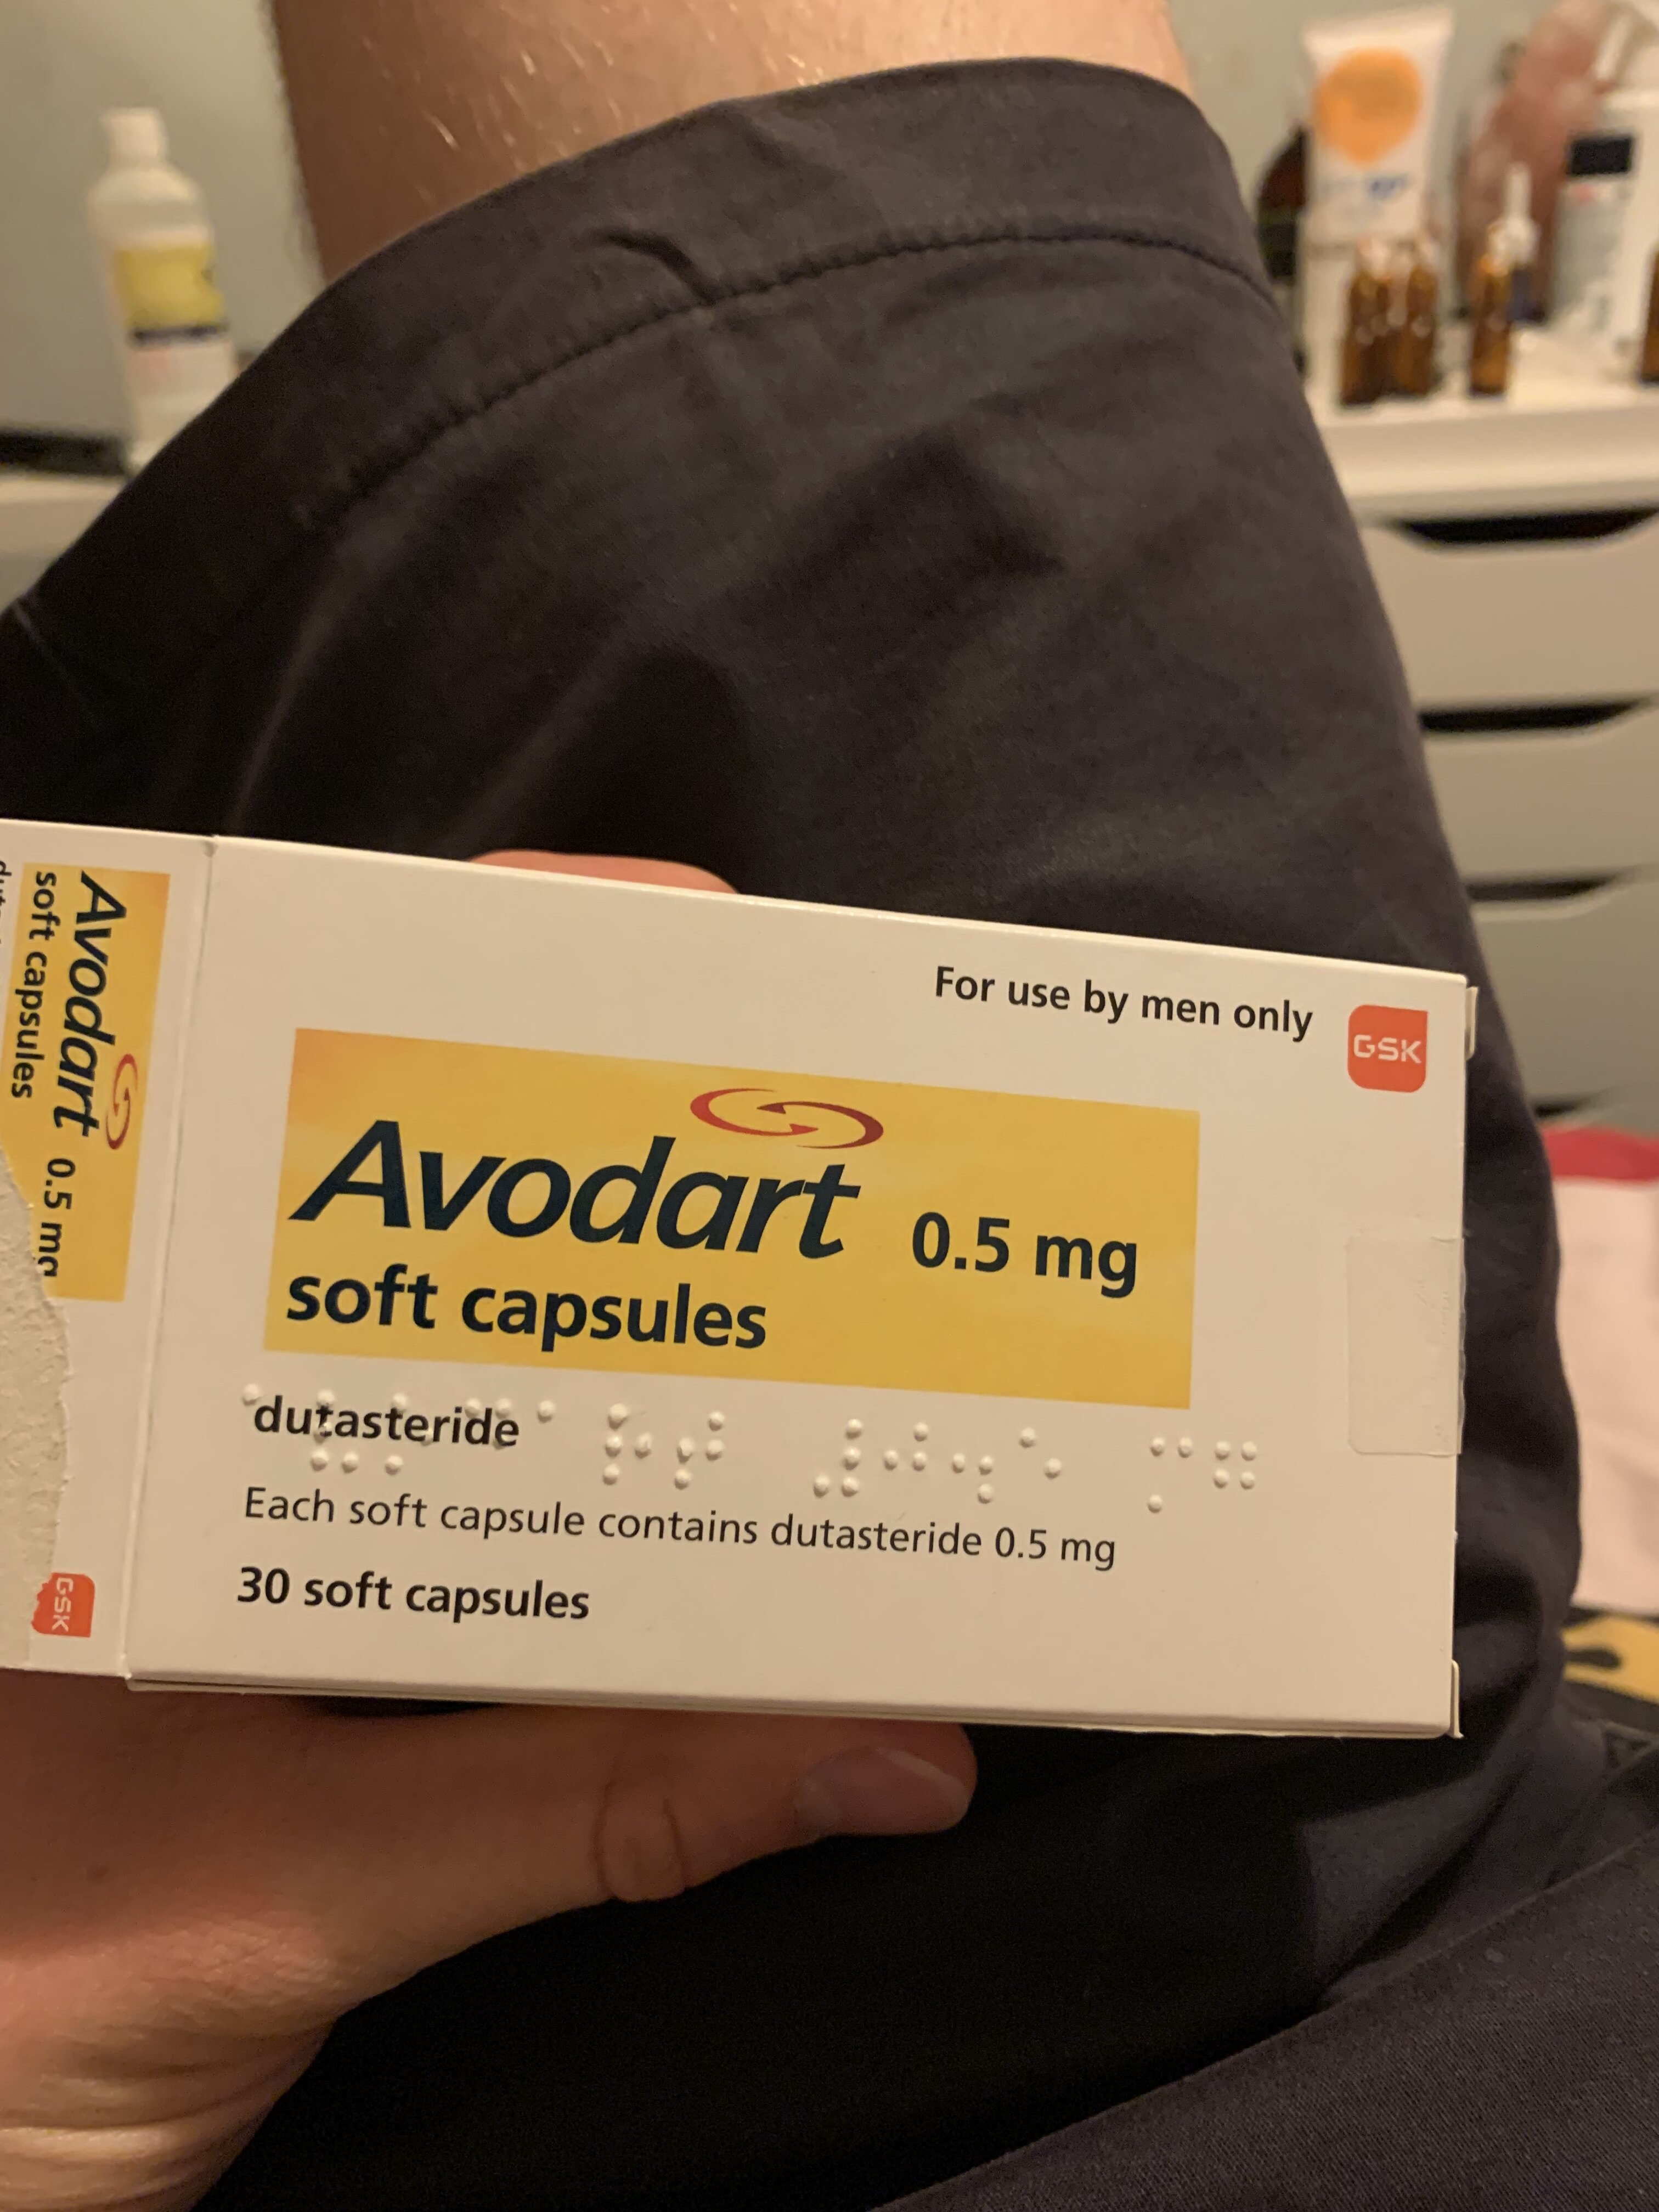 For use by men only
GSK
Avodart 0.5 mg
soft capsules
dutasteride
Each soft capsule contains dutasteride 0.5 mg
30 soft capsules
Avodart 0.5 mg
soft capsules
GSK